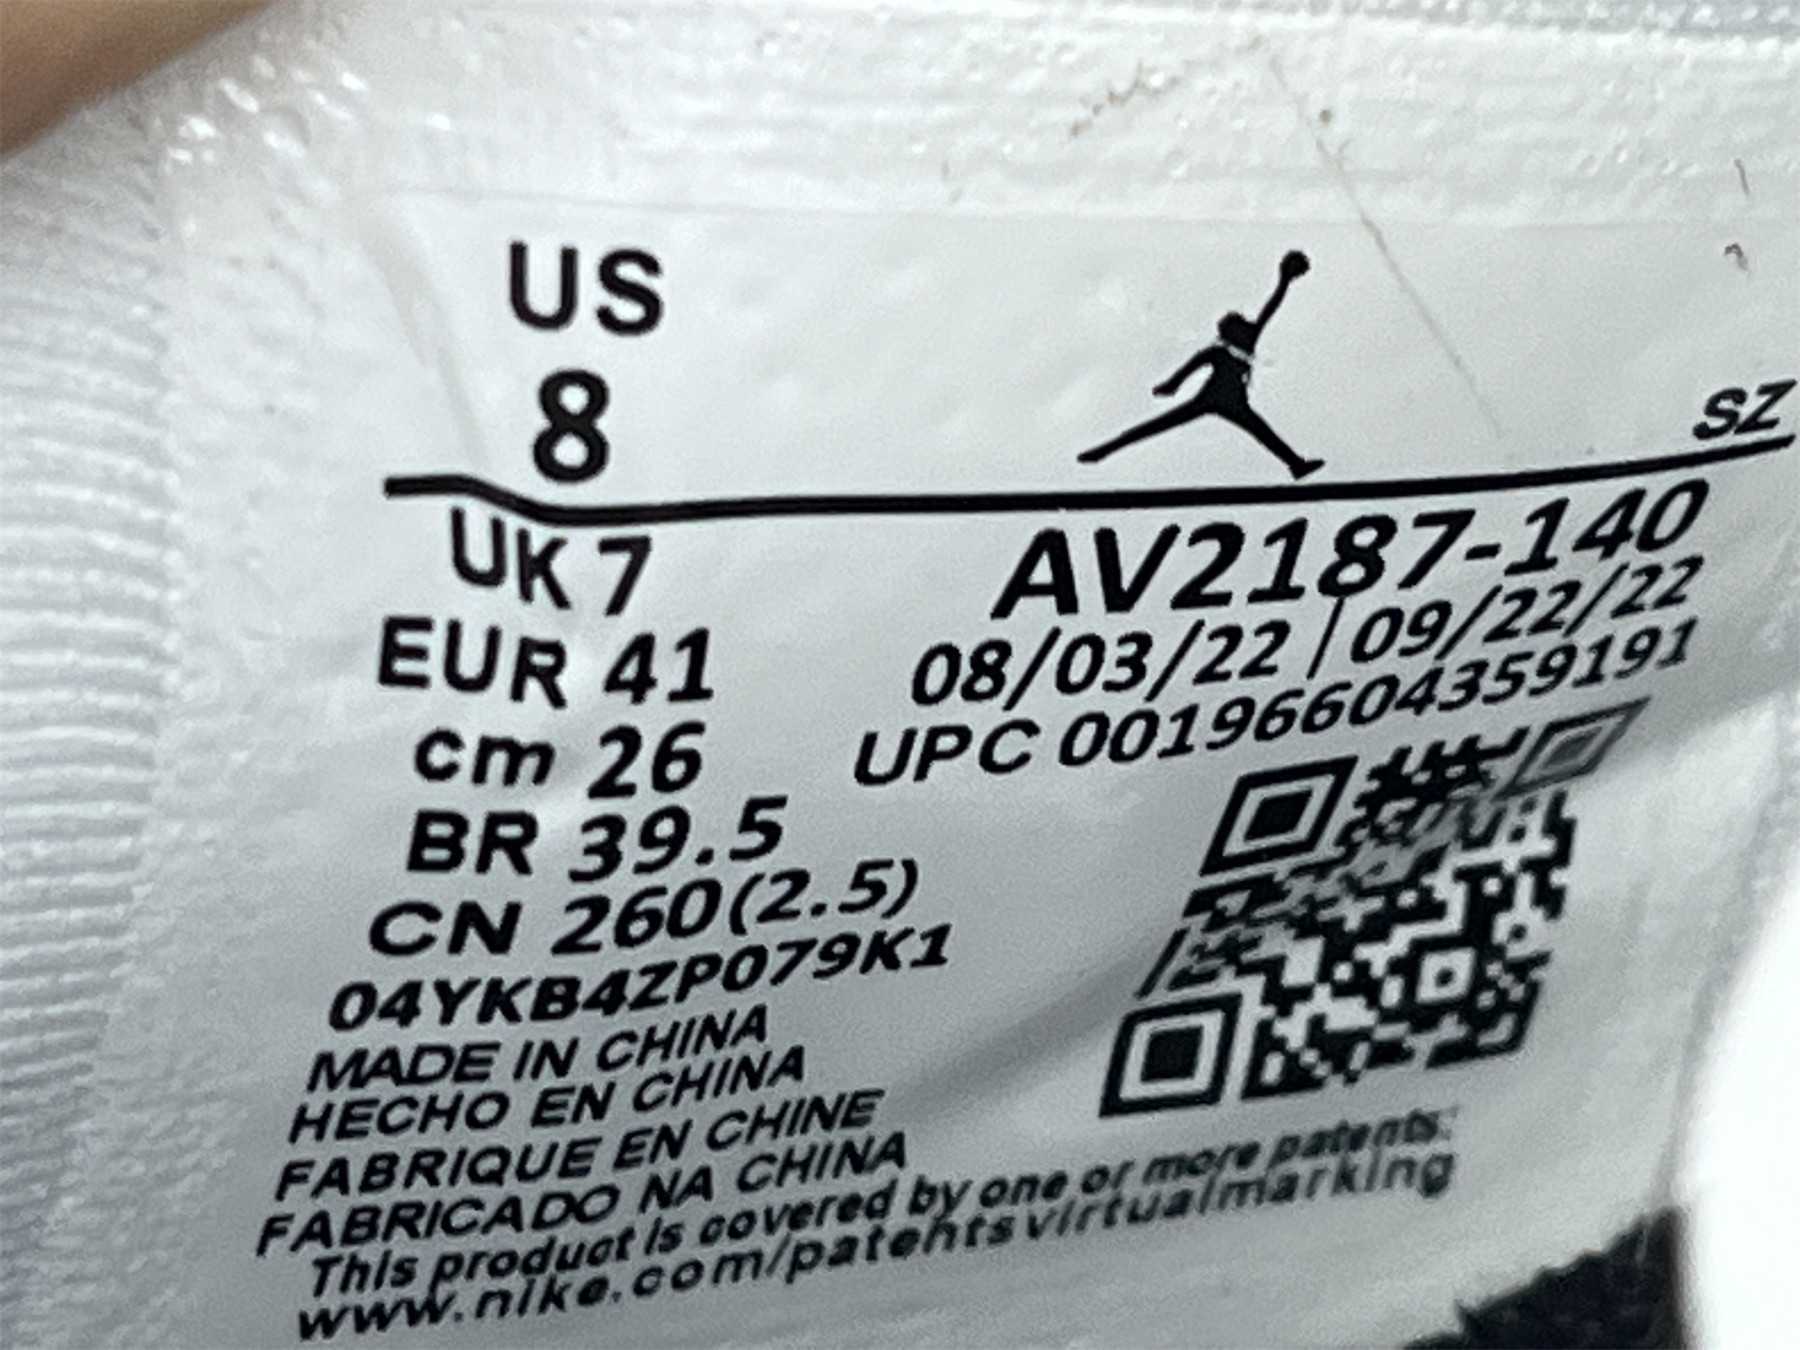 US
8
SZ
UK 7
AV2187-140
EUR 41
08/03/22 | 09/22/22
cm 26
UPC 00196604359191
BR 39.5
CN 260(2.5)
04YKB4ZP079K1
MADE IN CHINA
HECHO EN CHINA
FABRIQUE EN CHINE
FABRICADO NA CHINA
This product is covered by one or more patents:
www.nike.com/patentsvirtualmarking